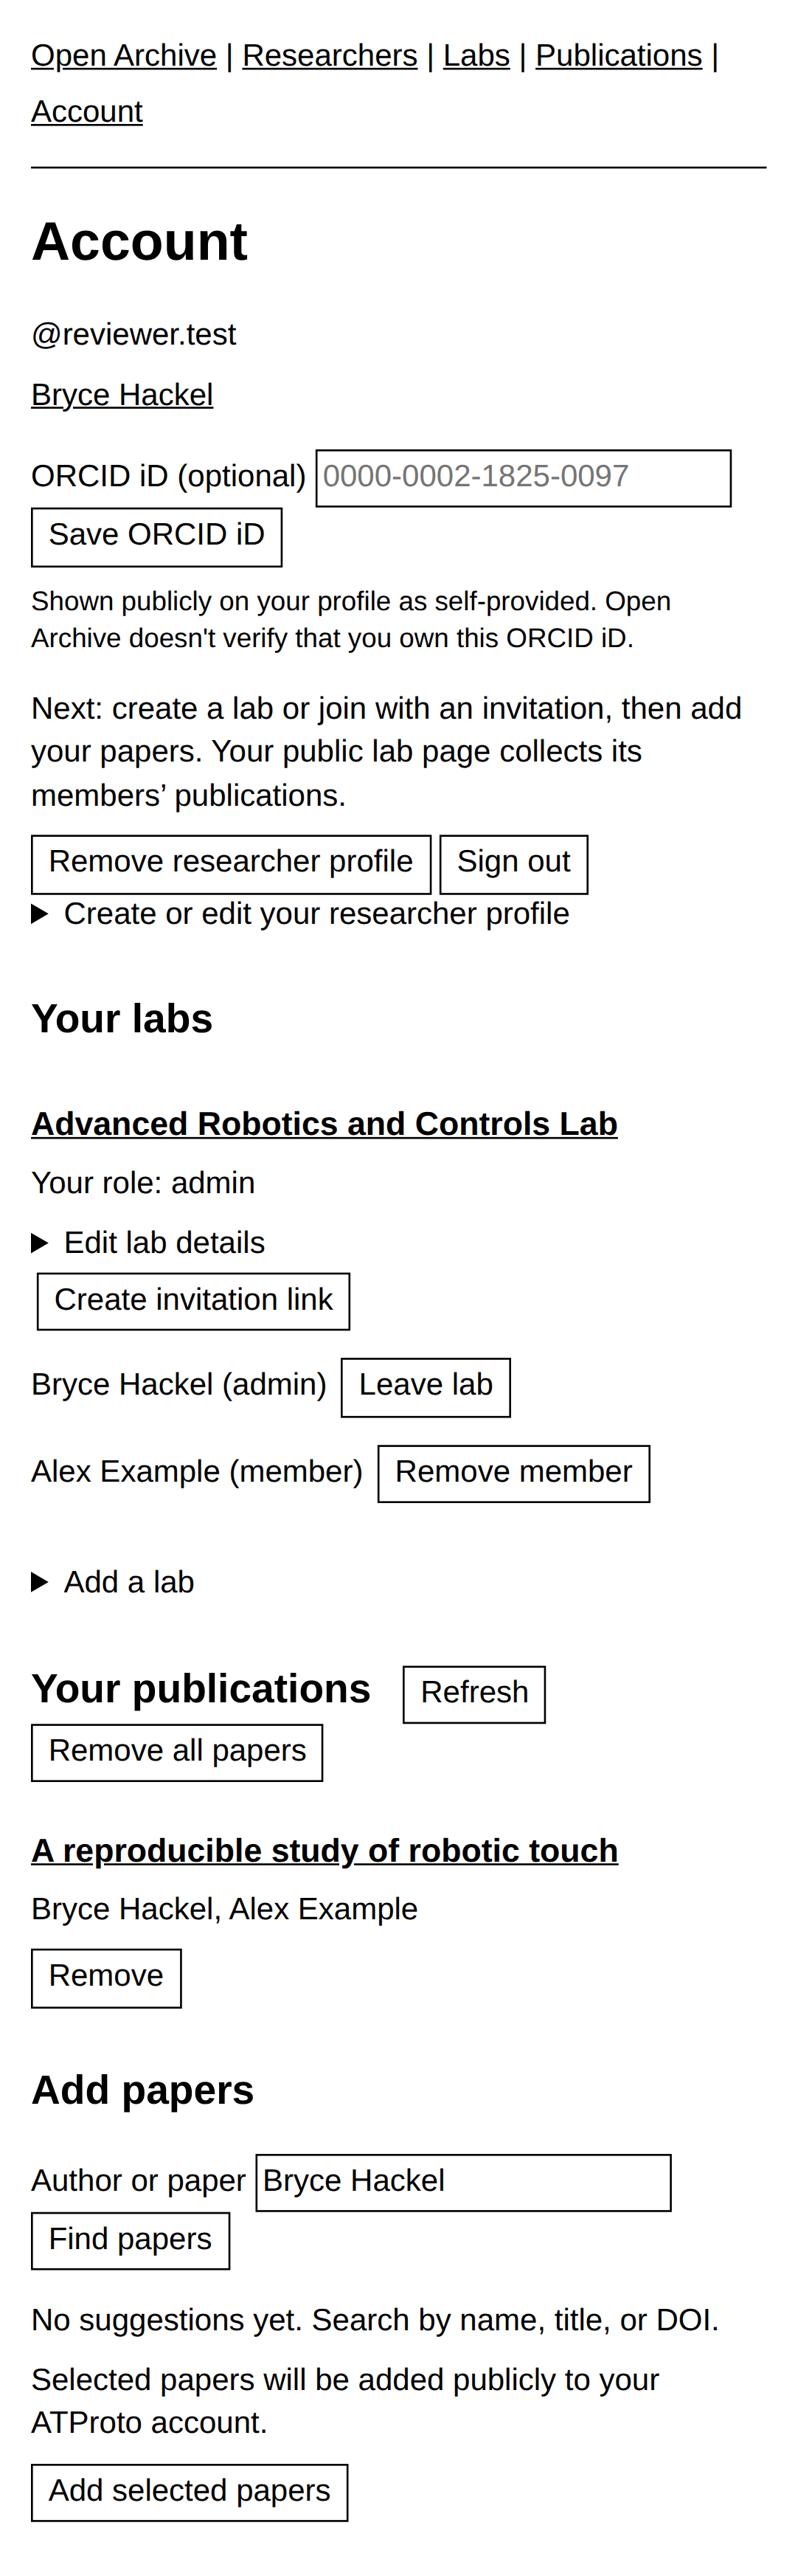 Open Archive | Researchers | Labs | Publications |
Account
Account
@reviewer.test
Bryce Hackel
ORCID iD (optional) 0000-0002-1825-0097
Save ORCID iD
Shown publicly on your profile as self-provided. Open
Archive doesn't verify that you own this ORCID iD.
Next: create a lab or join with an invitation, then add
your papers. Your public lab page collects its
members’ publications.
Remove researcher profile Sign out
Create or edit your researcher profile
Your labs
Advanced Robotics and Controls Lab
Your role: admin
Edit lab details
Create invitation link
Bryce Hackel (admin) Leave lab
Alex Example (member) Remove member
Add a lab
Your publications Refresh
Remove all papers
A reproducible study of robotic touch
Bryce Hackel, Alex Example
Remove
Add papers
Author or paper Bryce Hackel
Find papers
No suggestions yet. Search by name, title, or DOI.
Selected papers will be added publicly to your
ATProto account.
Add selected papers